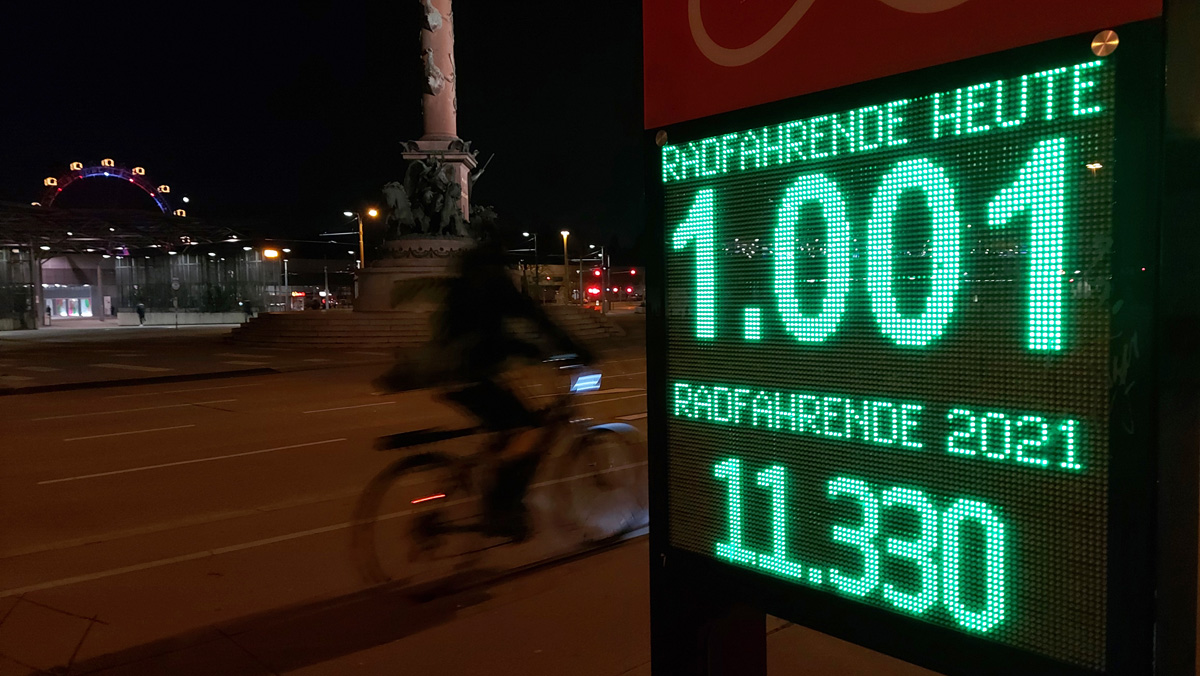 RADFAHRENDE HEUTE
1.001
RADFAHRENDE 2021
11.330